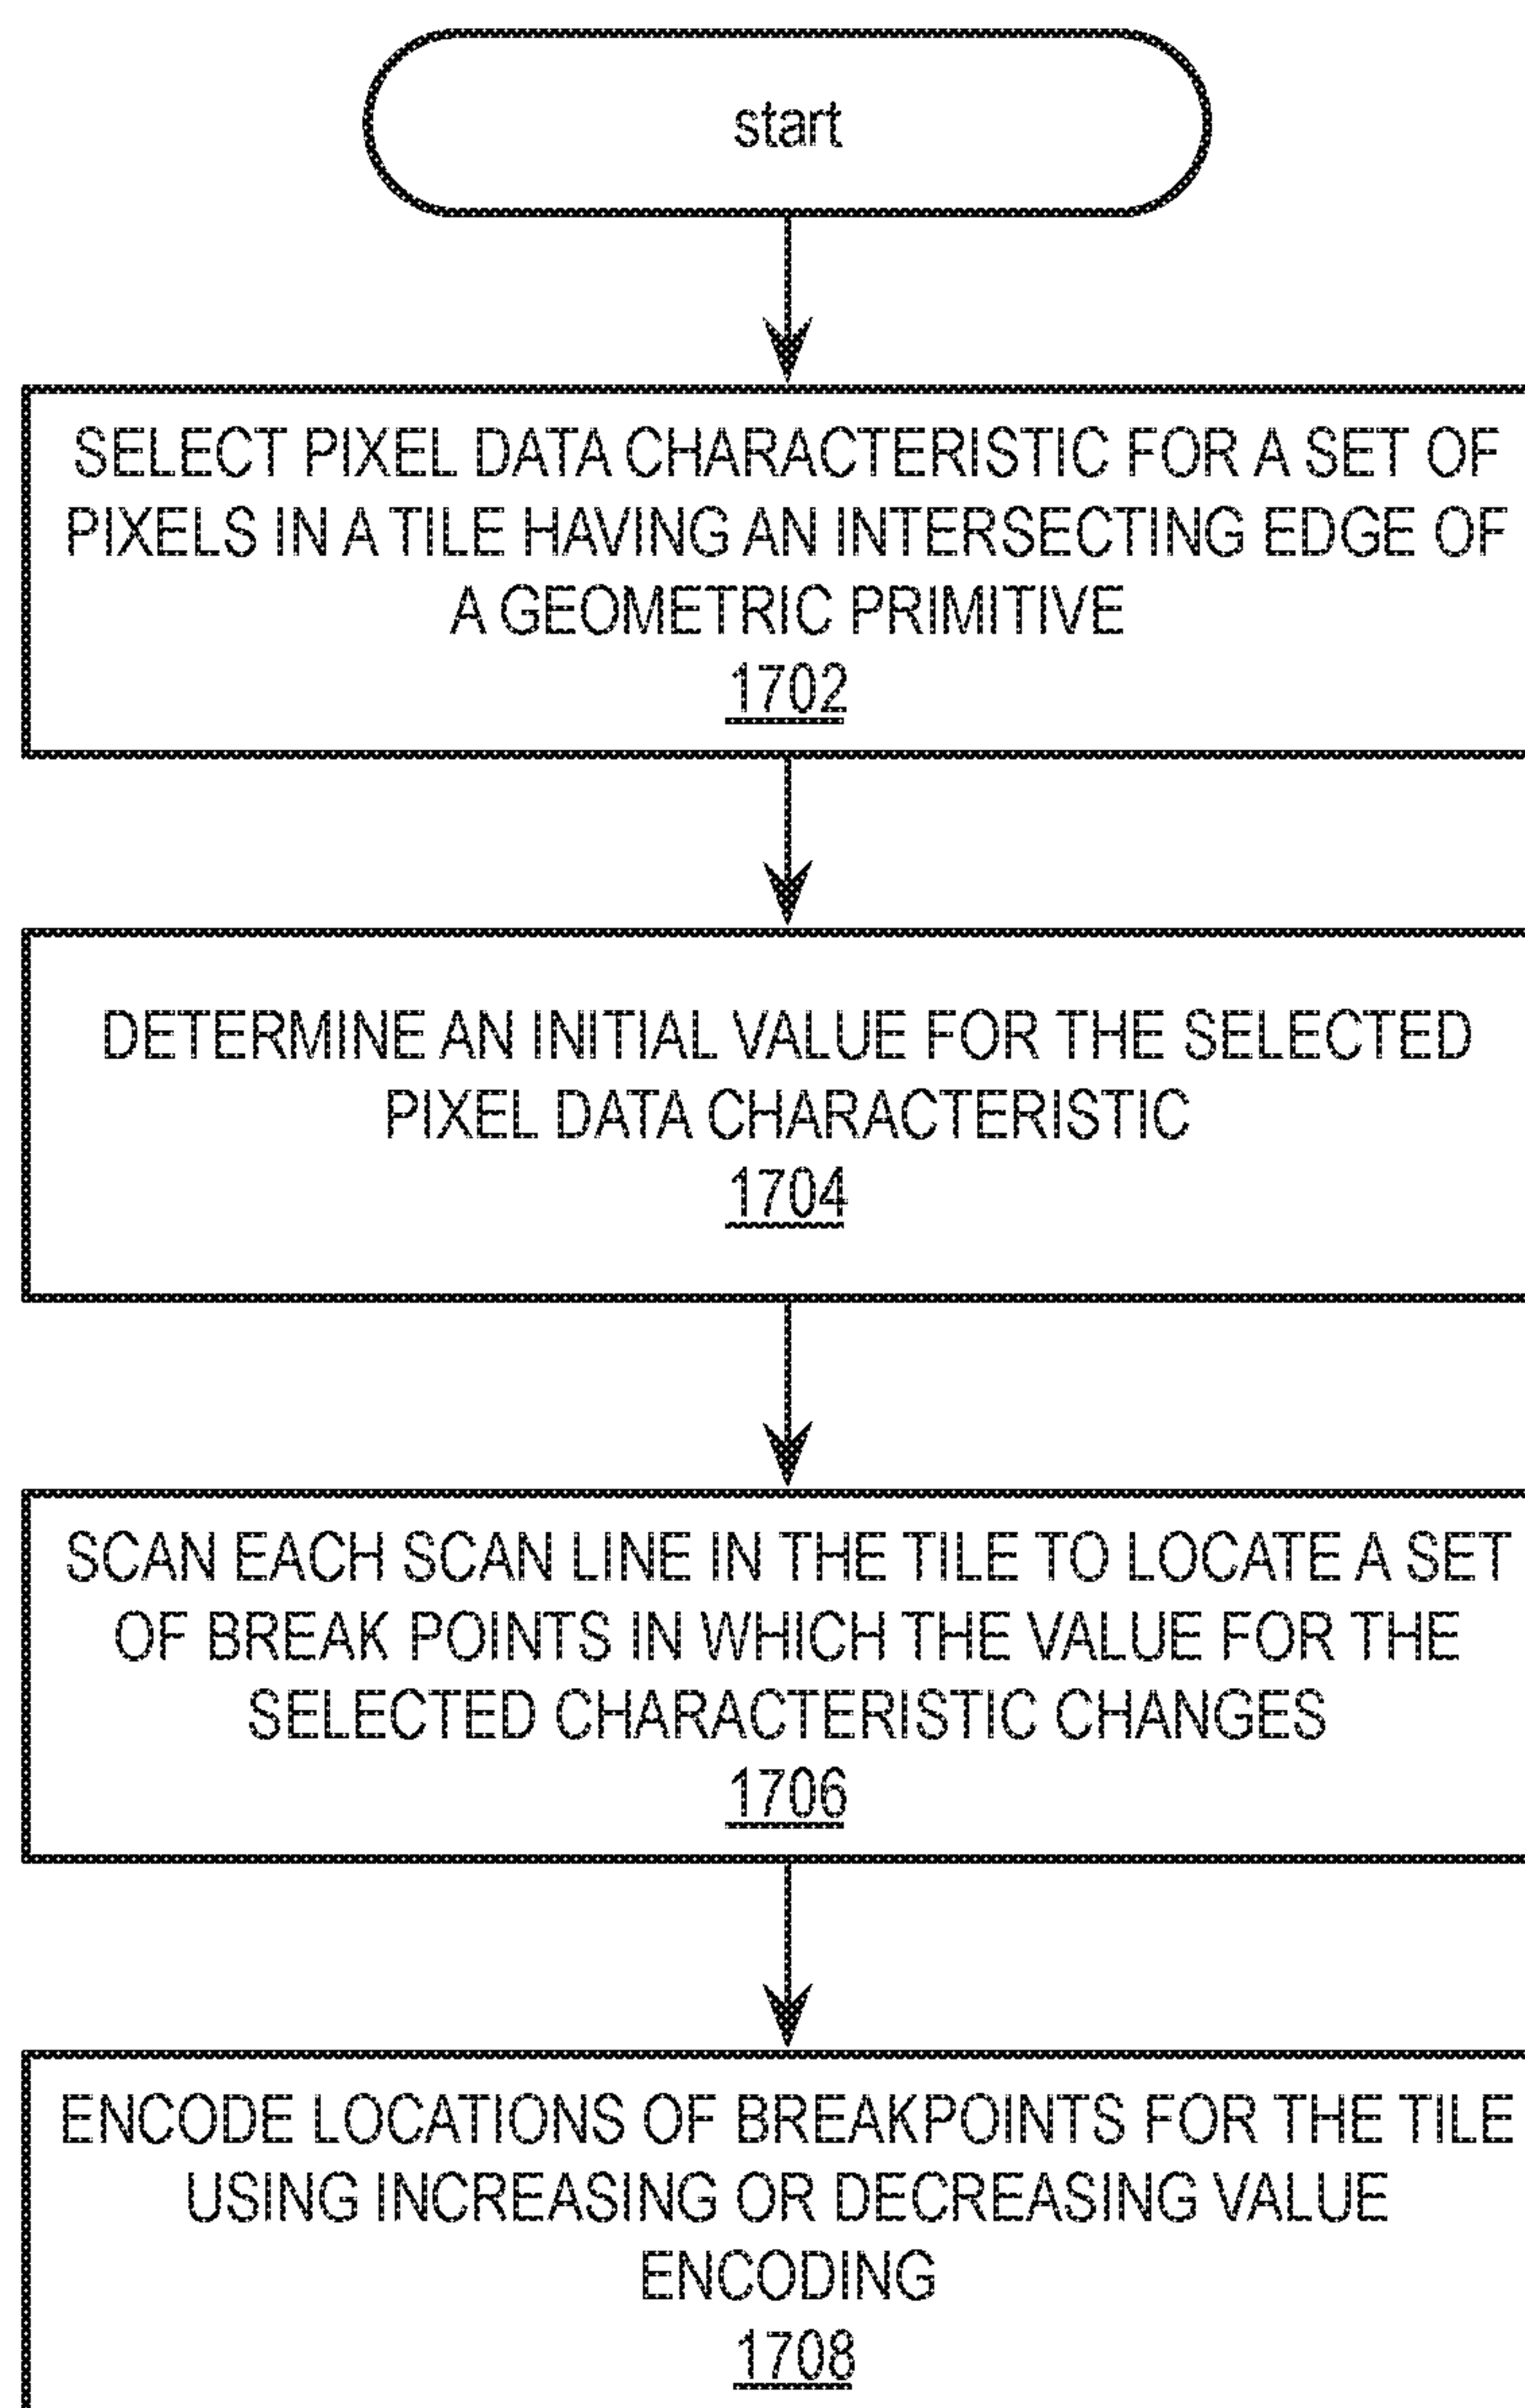 start
SELECT PIXEL DATA CHARACTERISTIC FOR A SET OF
PIXELS IN A TILE HAVING AN INTERSECTING EDGE OF
A GEOMETRIC PRIMITIVE
1702
DETERMINE AN INITIAL VALUE FOR THE SELECTED
PIXEL DATA CHARACTERISTIC
1704
SCAN EACH SCAN LINE IN THE TILE TO LOCATE A SET
OF BREAK POINTS IN WHICH THE VALUE FOR THE
SELECTED CHARACTERISTIC CHANGES
1706
ENCODE LOCATIONS OF BREAKPOINTS FOR THE TILE
USING INCREASING OR DECREASING VALUE
ENCODING
1708